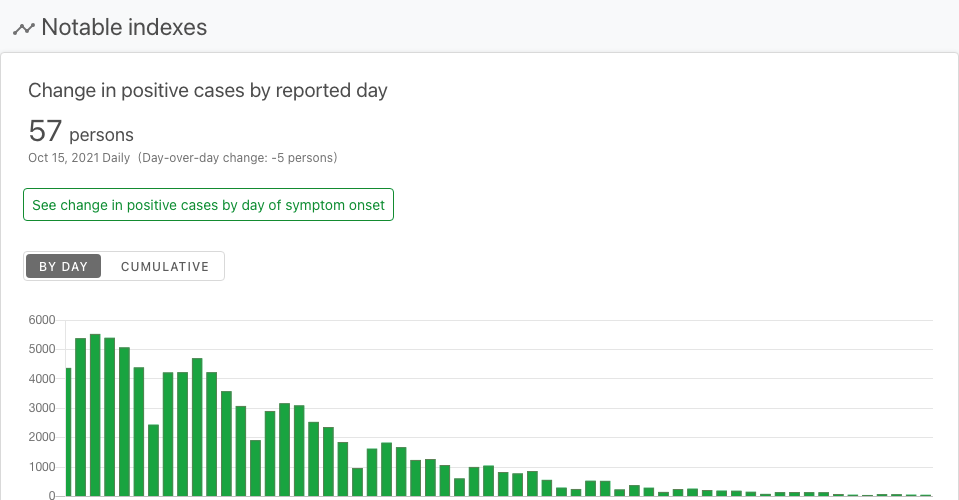 Notable indexes
Change in positive cases by reported day
57 persons
Oct 15, 2021 Daily (Day-over-day change: -5 persons)
See change in positive cases by day of symptom onset
BY DAY CUMULATIVE
6000
5000
4000
3000
2000
1000
0